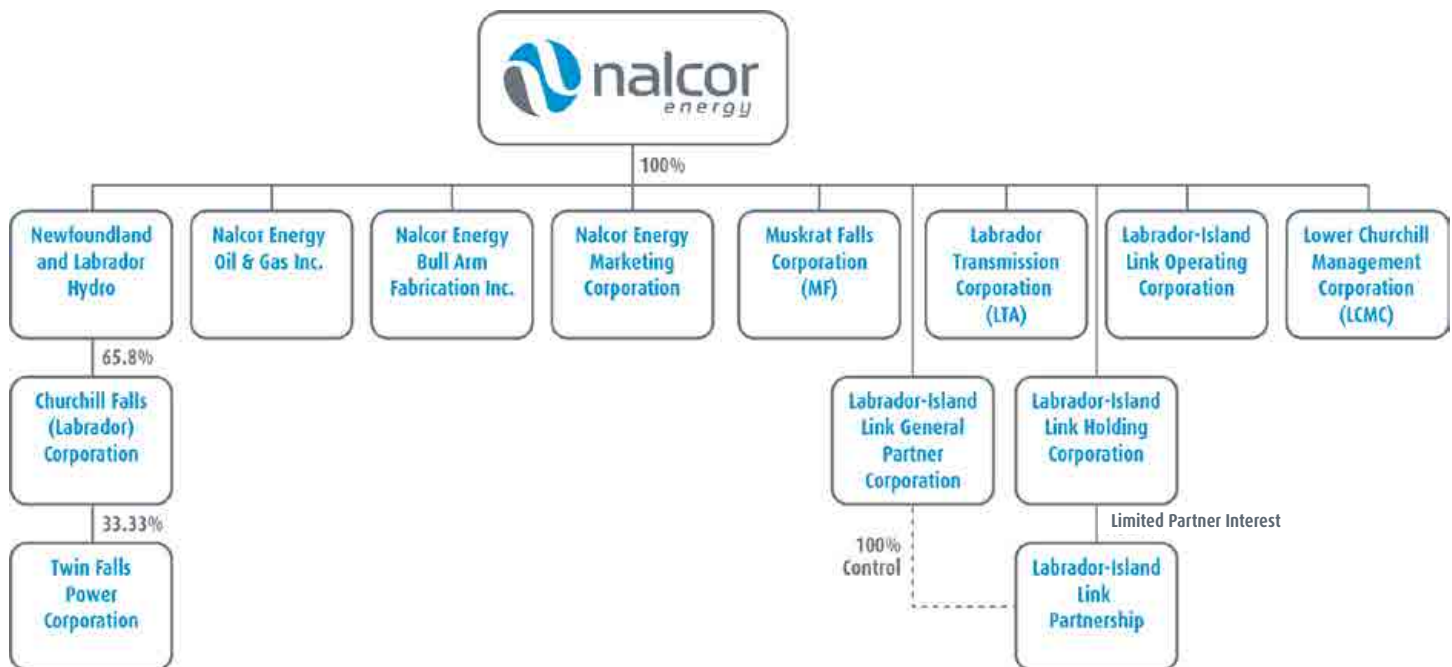 nalcor
energy
100%
Newfoundland
and Labrador
Hydro
Nalcor Energy
Oil & Gas Inc.
Nalcor Energy
Bull Arm
Fabrication Inc.
Nalcor Energy
Marketing
Corporation
Muskrat Falls
Corporation
(MF)
Labrador
Transmission
Corporation
(LTA)
Labrador-Island
Link Operating
Corporation
Lower Churchill
Management
Corporation
(LCMC)
65.8%
Churchill Falls
(Labrador)
Corporation
Labrador-Island
Link General
Partner
Corporation
Labrador-Island
Link Holding
Corporation
33.33%
Limited Partner Interest
100%
Control
Twin Falls
Power
Corporation
Labrador-Island
Link
Partnership